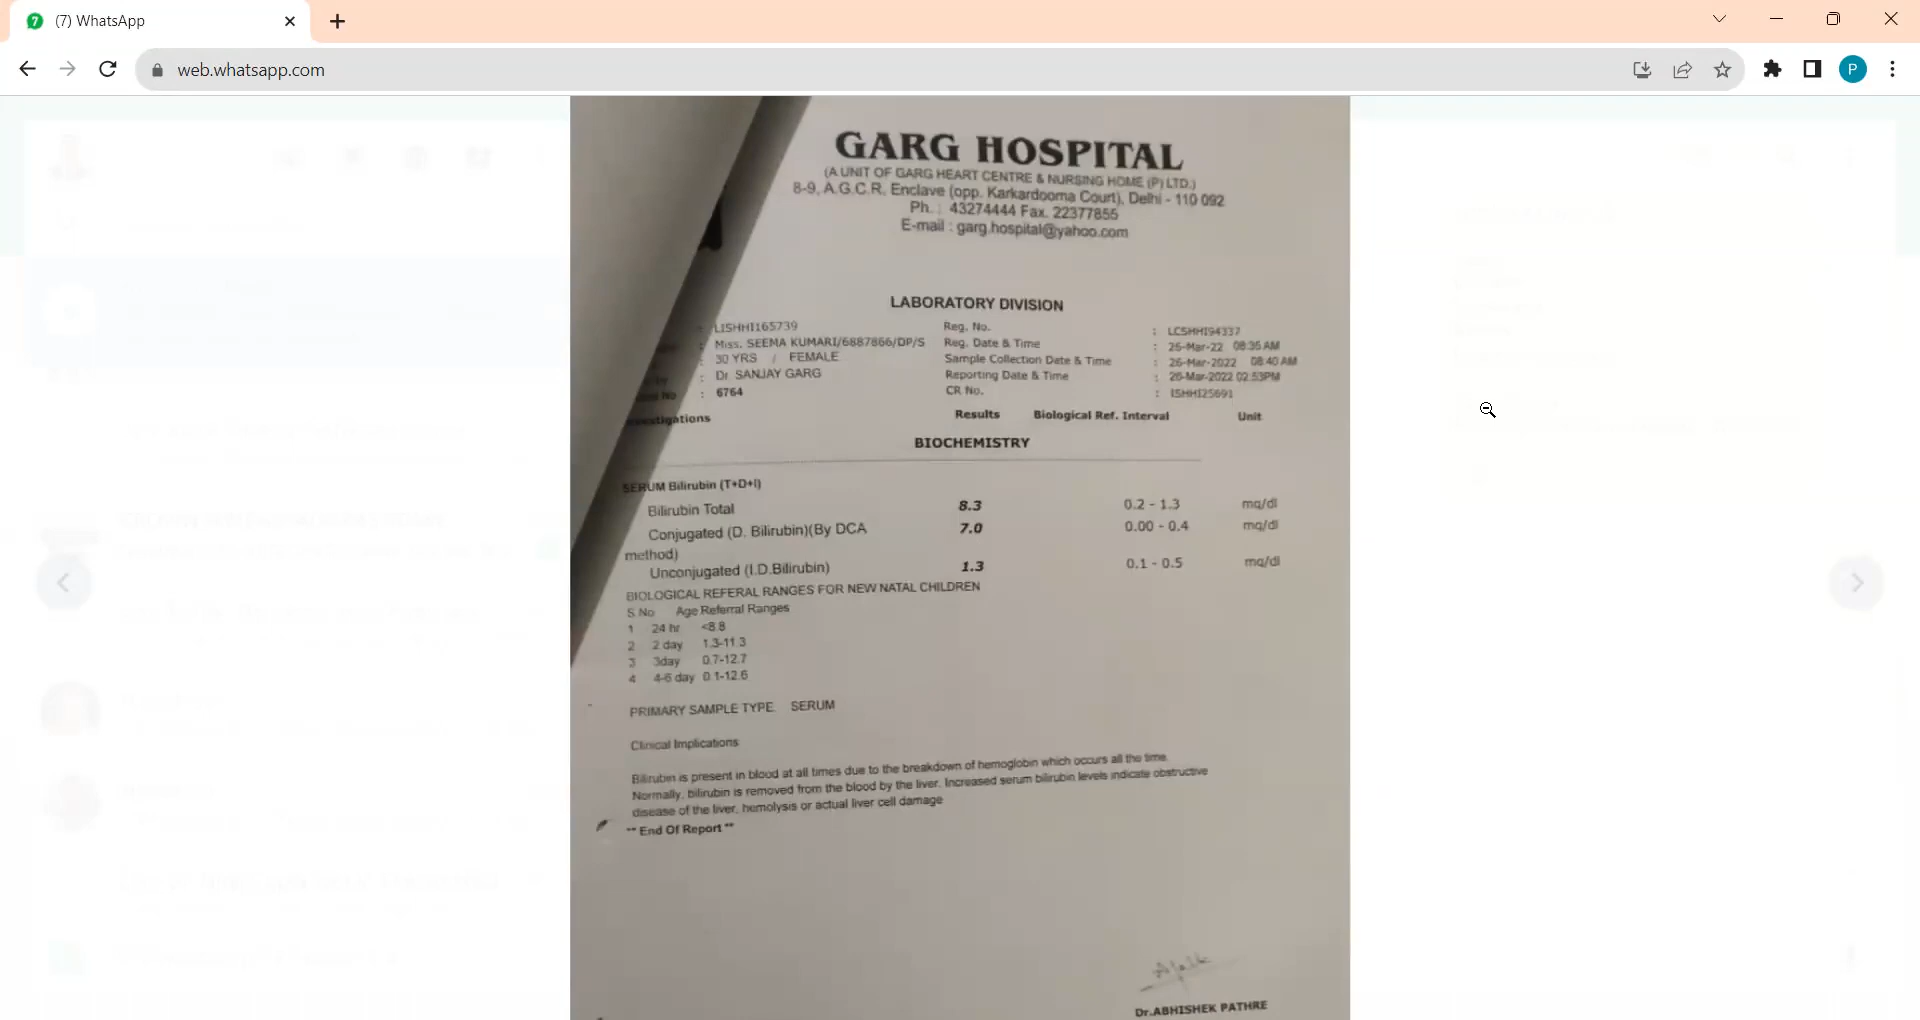 (7) WhatsApp
web.whatsapp.com
P
GARG HOSPITAL
(A UNIT OF GARG HEART CENTRE & NURSING HOME (P) LTD.)
8-9, A.G.C.R. Enclave (opp. Karkardooma Court), Delhi - 110 092
Ph. : 43274444 Fax. 22377855
E-mail : garg.hospital@yahoo.com
LABORATORY DIVISION
: LISHHI165739 Reg. No. : LCSHHI94337
: Miss. SEEMA KUMARI/6887866/DP/S Reg. Date & Time : 26-Mar-22 08:35 AM
: 30 YRS / FEMALE Sample Collection Date & Time : 26-Mar-2022 08:40 AM
: Dr. SANJAY GARG Reporting Date & Time : 26-Mar-2022 02:53PM
No : 6764 CR No. : ISHHI25691
Results Biological Ref. Interval Unit
BIOCHEMISTRY
SERUM Bilirubin (T+D+I)
Bilirubin Total 8.3 0.2 - 1.3 mg/dl
Conjugated (D. Bilirubin)(By DCA 7.0 0.00 - 0.4 mg/dl
method)
Unconjugated (I.D.Bilirubin) 1.3 0.1 - 0.5 mg/dl
BIOLOGICAL REFERAL RANGES FOR NEW NATAL CHILDREN
S.No Age Referral Ranges
1 24 hr <8.8
2 2 day 1.3-11.3
3 3day 0.7-12.7
4 4-6 day 0.1-12.6
PRIMARY SAMPLE TYPE SERUM
Clinical Implications
Bilirubin is present in blood at all times due to the breakdown of hemoglobin which occurs all the time.
Normally, bilirubin is removed from the blood by the liver. Increased serum bilirubin levels indicate obstructive
disease of the liver, hemolysis or actual liver cell damage
** End Of Report **
Dr.ABHISHEK PATHRE